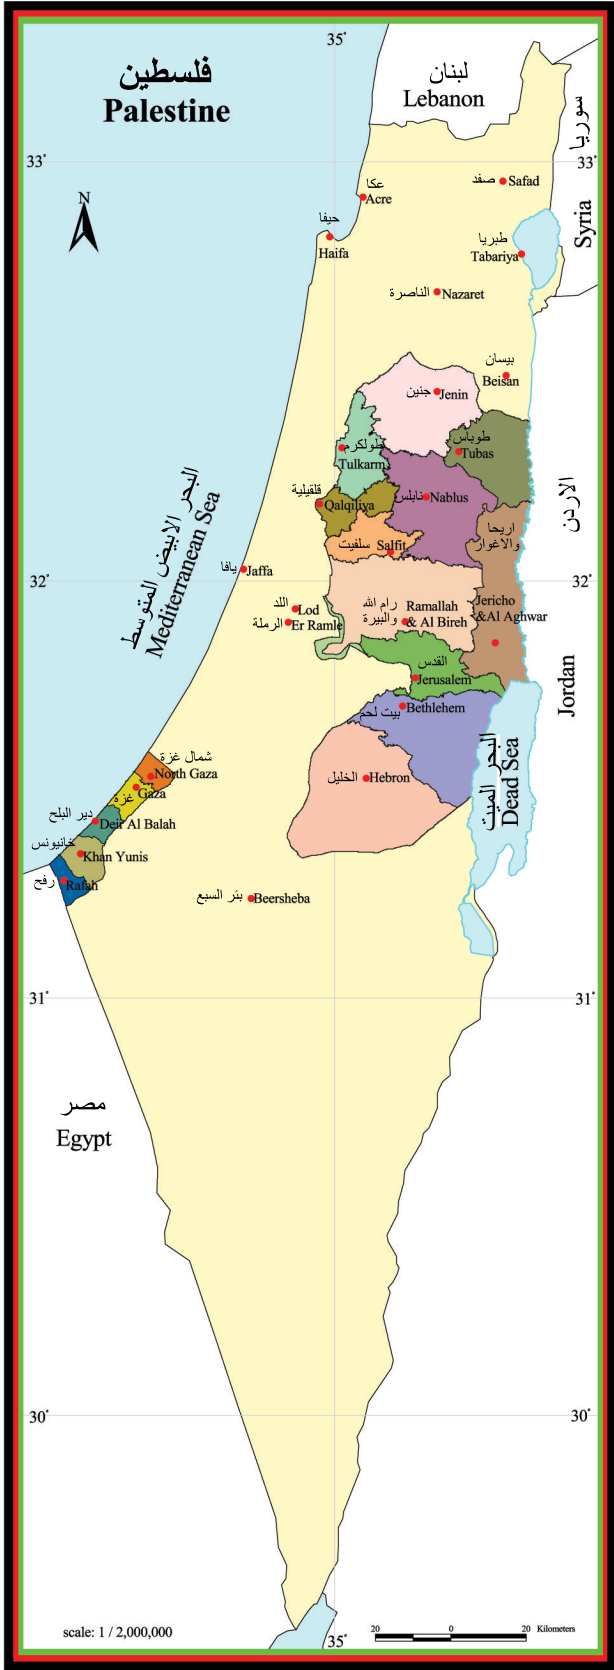 35°
فلسطين
Palestine
لبنان
Lebanon
سوريا
Syria
33°
33°
صفد
Safad
عكا
Acre
N
حيفا
Haifa
طبريا
Tabariya
الناصرة
Nazaret
بيسان
Beisan
جنين
Jenin
طوباس
Tubas
طولكرم
Tulkarm
قلقيلية
Qalqiliya
نابلس
Nablus
البحر الابيض المتوسط
Mediterranean Sea
الاردن
Jordan
اريحا
والاغوار
سلفيت
Salfit
يافا
Jaffa
32°
32°
اللد
Lod
الرملة
Er Ramle
رام الله
والبيرة
Ramallah
& Al Bireh
Jericho
&Al Aghwar
القدس
Jerusalem
بيت لحم
Bethlehem
البحر الميت
Dead Sea
الخليل
Hebron
شمال غزة
North Gaza
غزة
Gaza
دير البلح
Deir Al Balah
خانيونس
Khan Yunis
رفح
Rafah
بئر السبع
Beersheba
31°
31°
مصر
Egypt
30°
30°
scale: 1 / 2,000,000
35°
20
0
20
Kilometers